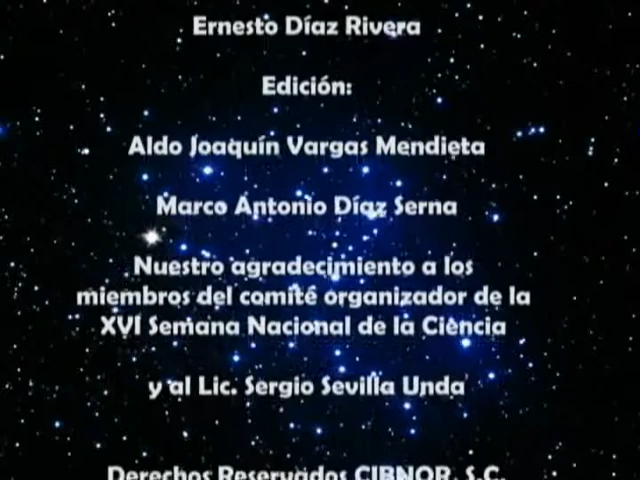 Ernesto Díaz Rivera
Edición:
Aldo Joaquín Vargas Mendieta
Marco Antonio Díaz Serna
Nuestro agradecimiento a los
miembros del comité organizador de la
XVI Semana Nacional de la Ciencia
y al Lic. Sergio Sevilla Unda
Derechos Reservados CIBNOR, S.C.